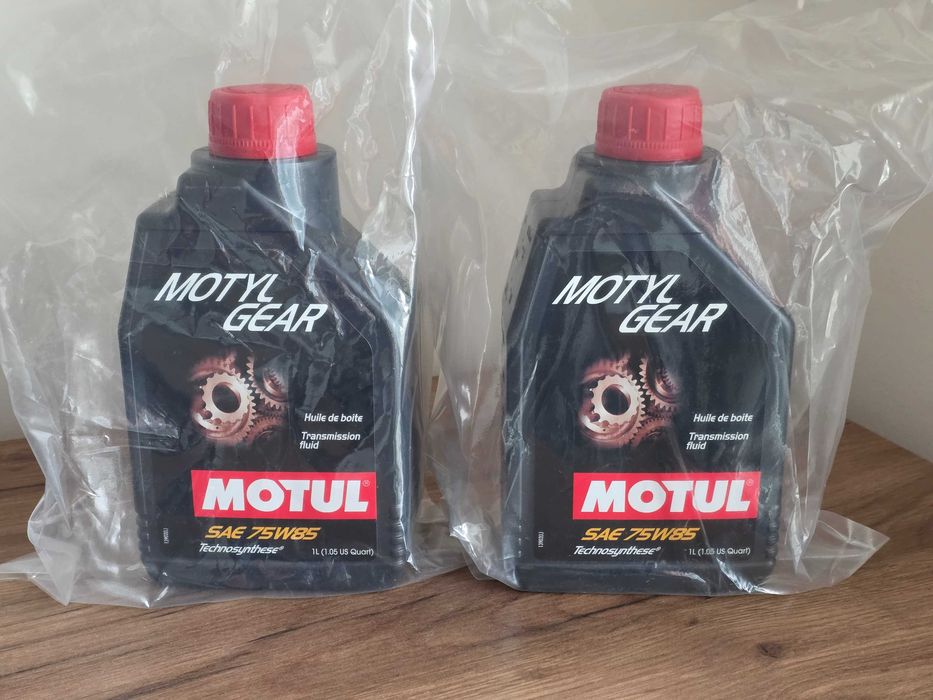 MOTYL
GEAR
Huile de boite
Transmission
fluid
MOTUL®
SAE 75W85
Technosynthese®
1L (1.05 US Quart)
MOTYL
GEAR
Huile de boite
Transmission
fluid
MOTUL®
SAE 75W85
Technosynthese®
1L (1.05 US Quart)